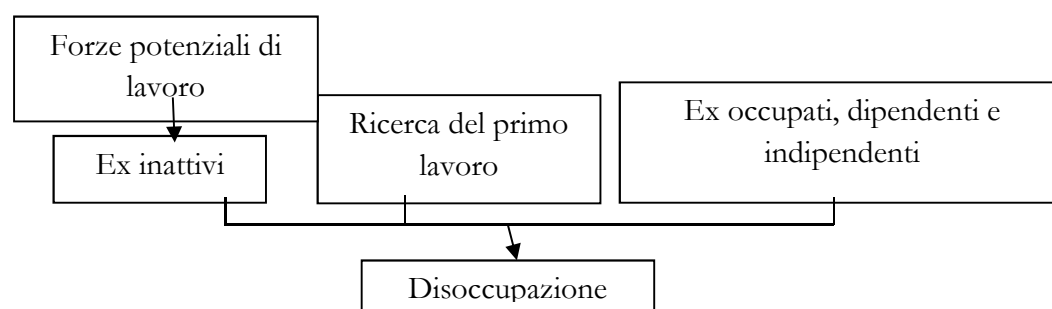 Forze potenziali di
lavoro
Ex inattivi
Ricerca del primo
lavoro
Ex occupati, dipendenti e
indipendenti
Disoccupazione